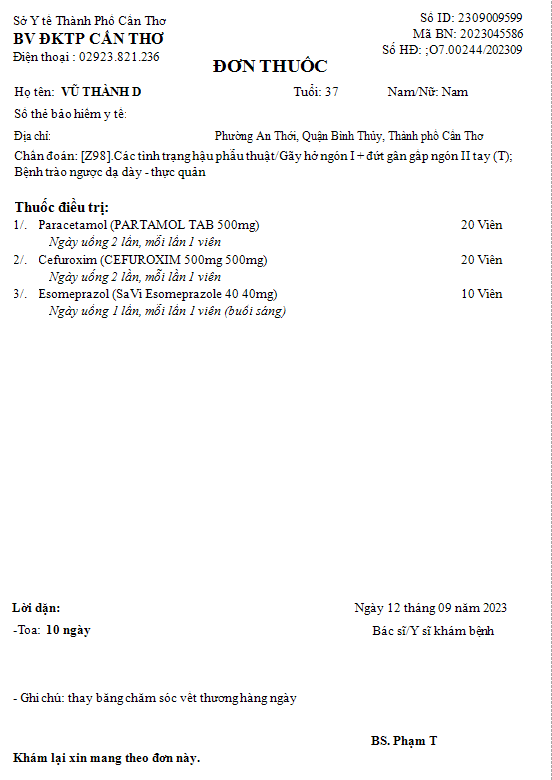 Sở Y tế Thành Phố Cần Thơ
BV ĐKTP CẦN THƠ
Điện thoại : 02923.821.236
Số ID: 2309009599
Mã BN: 2023045586
Số HĐ: ;O7.00244/202309
ĐƠN THUỐC
Họ tên: VŨ THÀNH D Tuổi: 37 Nam/Nữ: Nam
Số thẻ bảo hiểm y tế:
Địa chỉ: Phường An Thới, Quận Bình Thủy, Thành phố Cần Thơ
Chẩn đoán: [Z98].Các tình trạng hậu phẫu thuật/Gãy hở ngón I + đứt gân gấp ngón II tay (T);
Bệnh trào ngược dạ dày - thực quản
Thuốc điều trị:
1/. Paracetamol (PARTAMOL TAB 500mg) 20 Viên
Ngày uống 2 lần, mỗi lần 1 viên
2/. Cefuroxim (CEFUROXIM 500mg 500mg) 20 Viên
Ngày uống 2 lần, mỗi lần 1 viên
3/. Esomeprazol (SaVi Esomeprazole 40 40mg) 10 Viên
Ngày uống 1 lần, mỗi lần 1 viên (buổi sáng)
Lời dặn:
Ngày 12 tháng 09 năm 2023
-Toa: 10 ngày
Bác sĩ/Y sĩ khám bệnh
- Ghi chú: thay băng chăm sóc vết thương hàng ngày
BS. Phạm T
Khám lại xin mang theo đơn này.